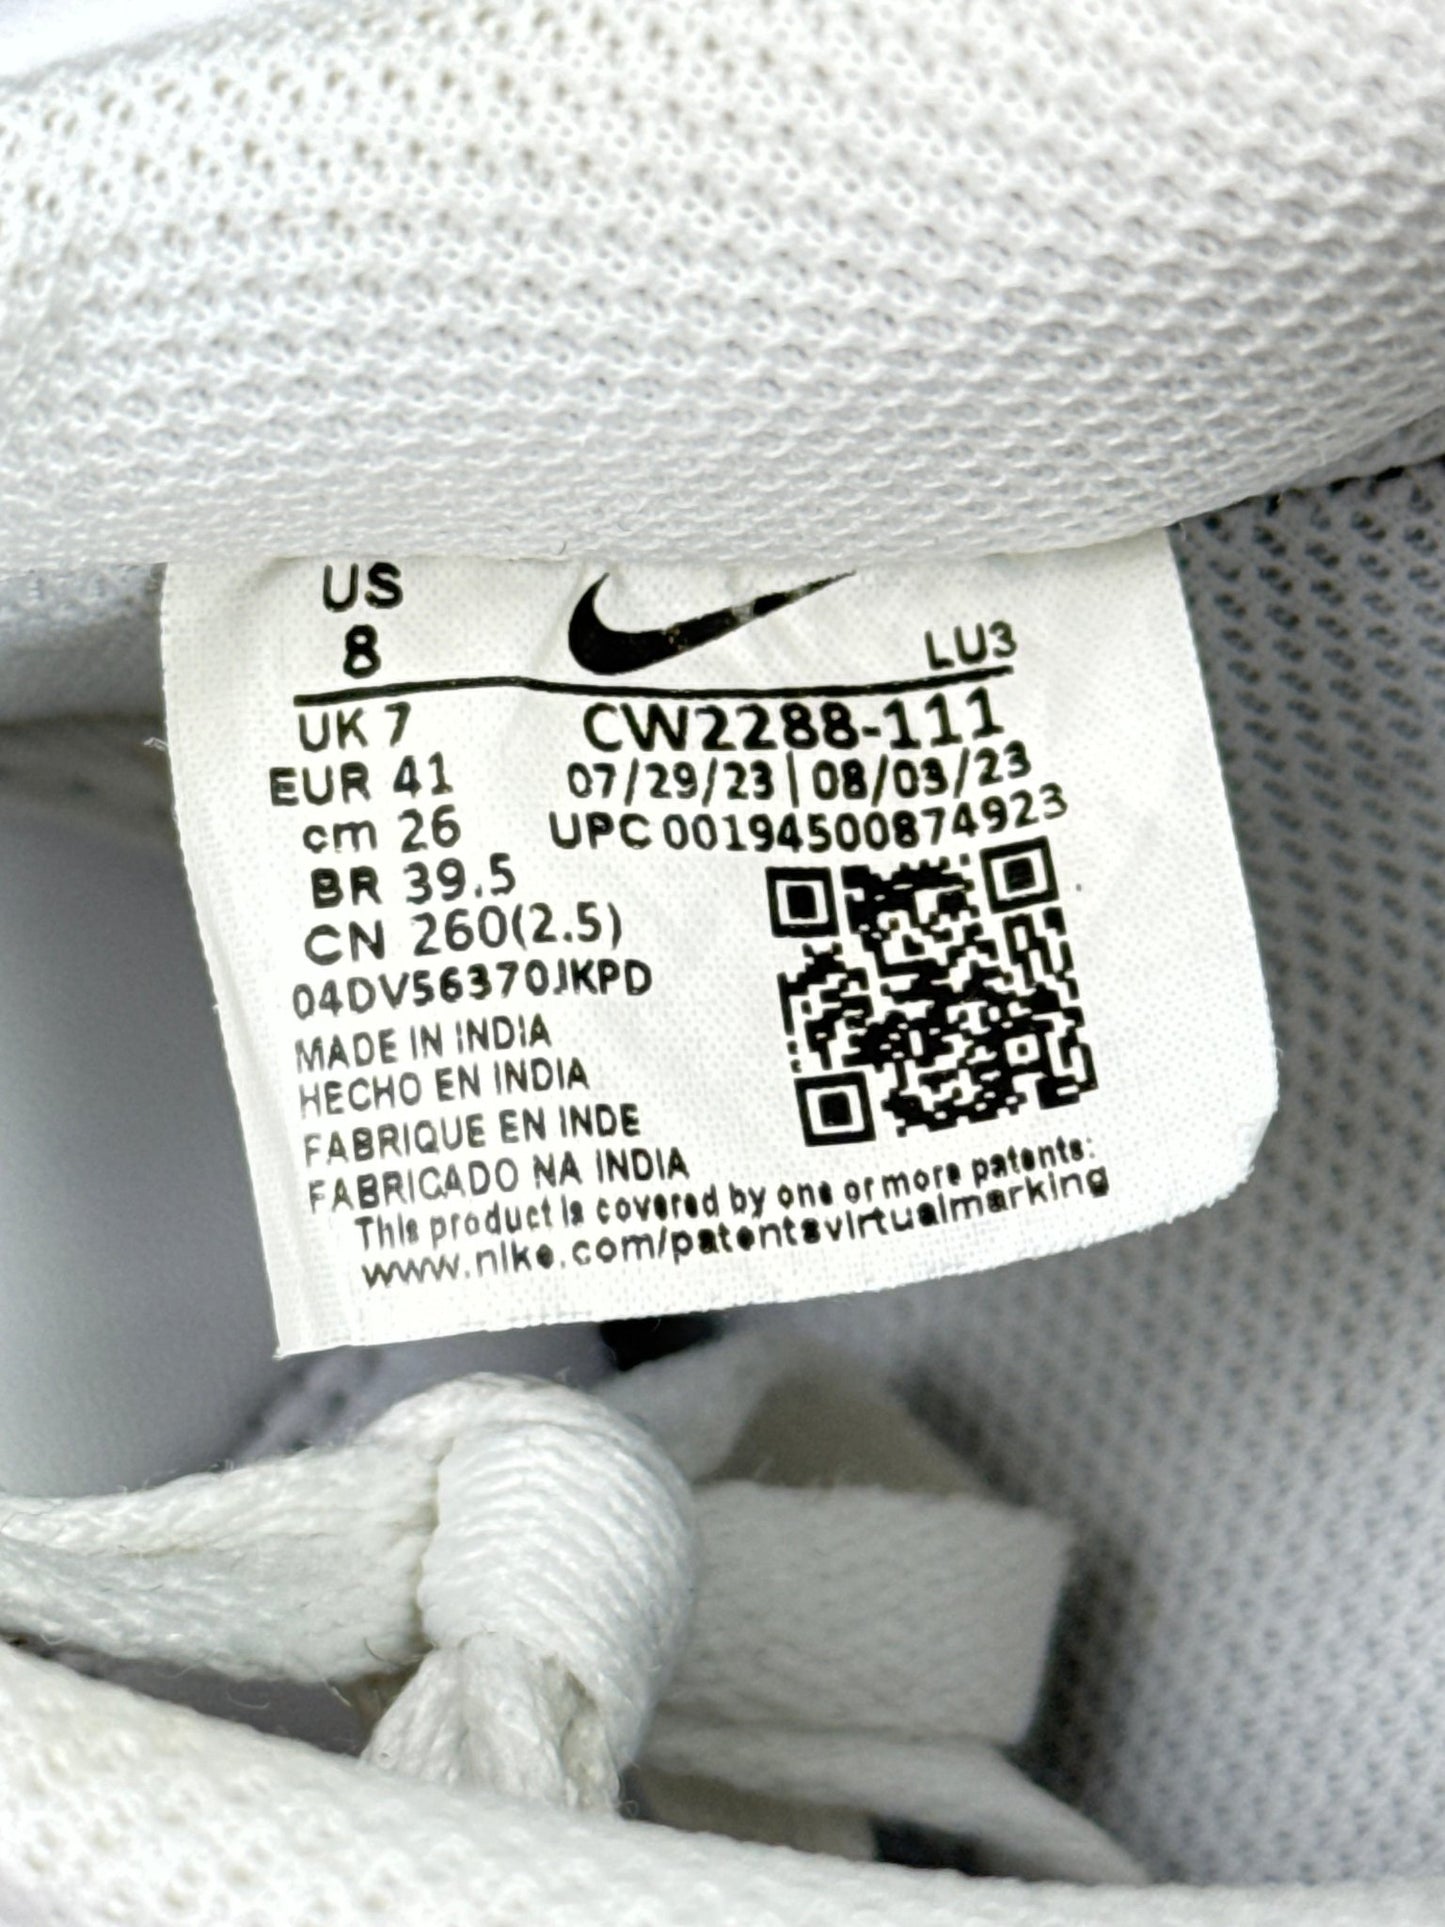 US
8
LU3
UK 7
CW2288-111
EUR 41
07/29/23 | 08/03/23
cm 26
UPC 00194500874923
BR 39.5
CN 260(2.5)
04DV56370JKPD
MADE IN INDIA
HECHO EN INDIA
FABRIQUE EN INDE
FABRICADO NA INDIA
This product is covered by one or more patents:
www.nike.com/patentsvirtualmarking